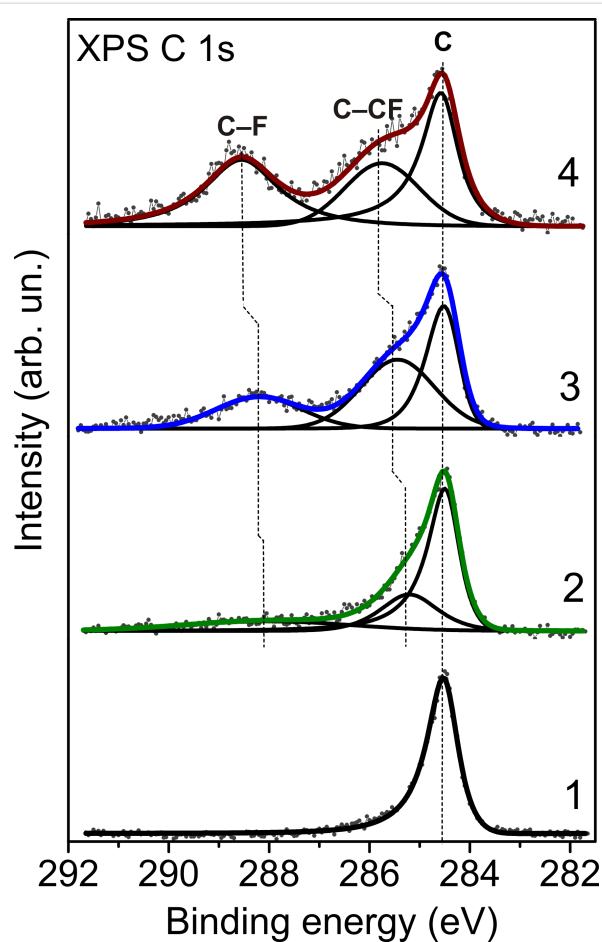 XPS C 1s
C
C–CF
C–F
4
3
2
1
Intensity (arb. un.)
292 290 288 286 284 282
Binding energy (eV)